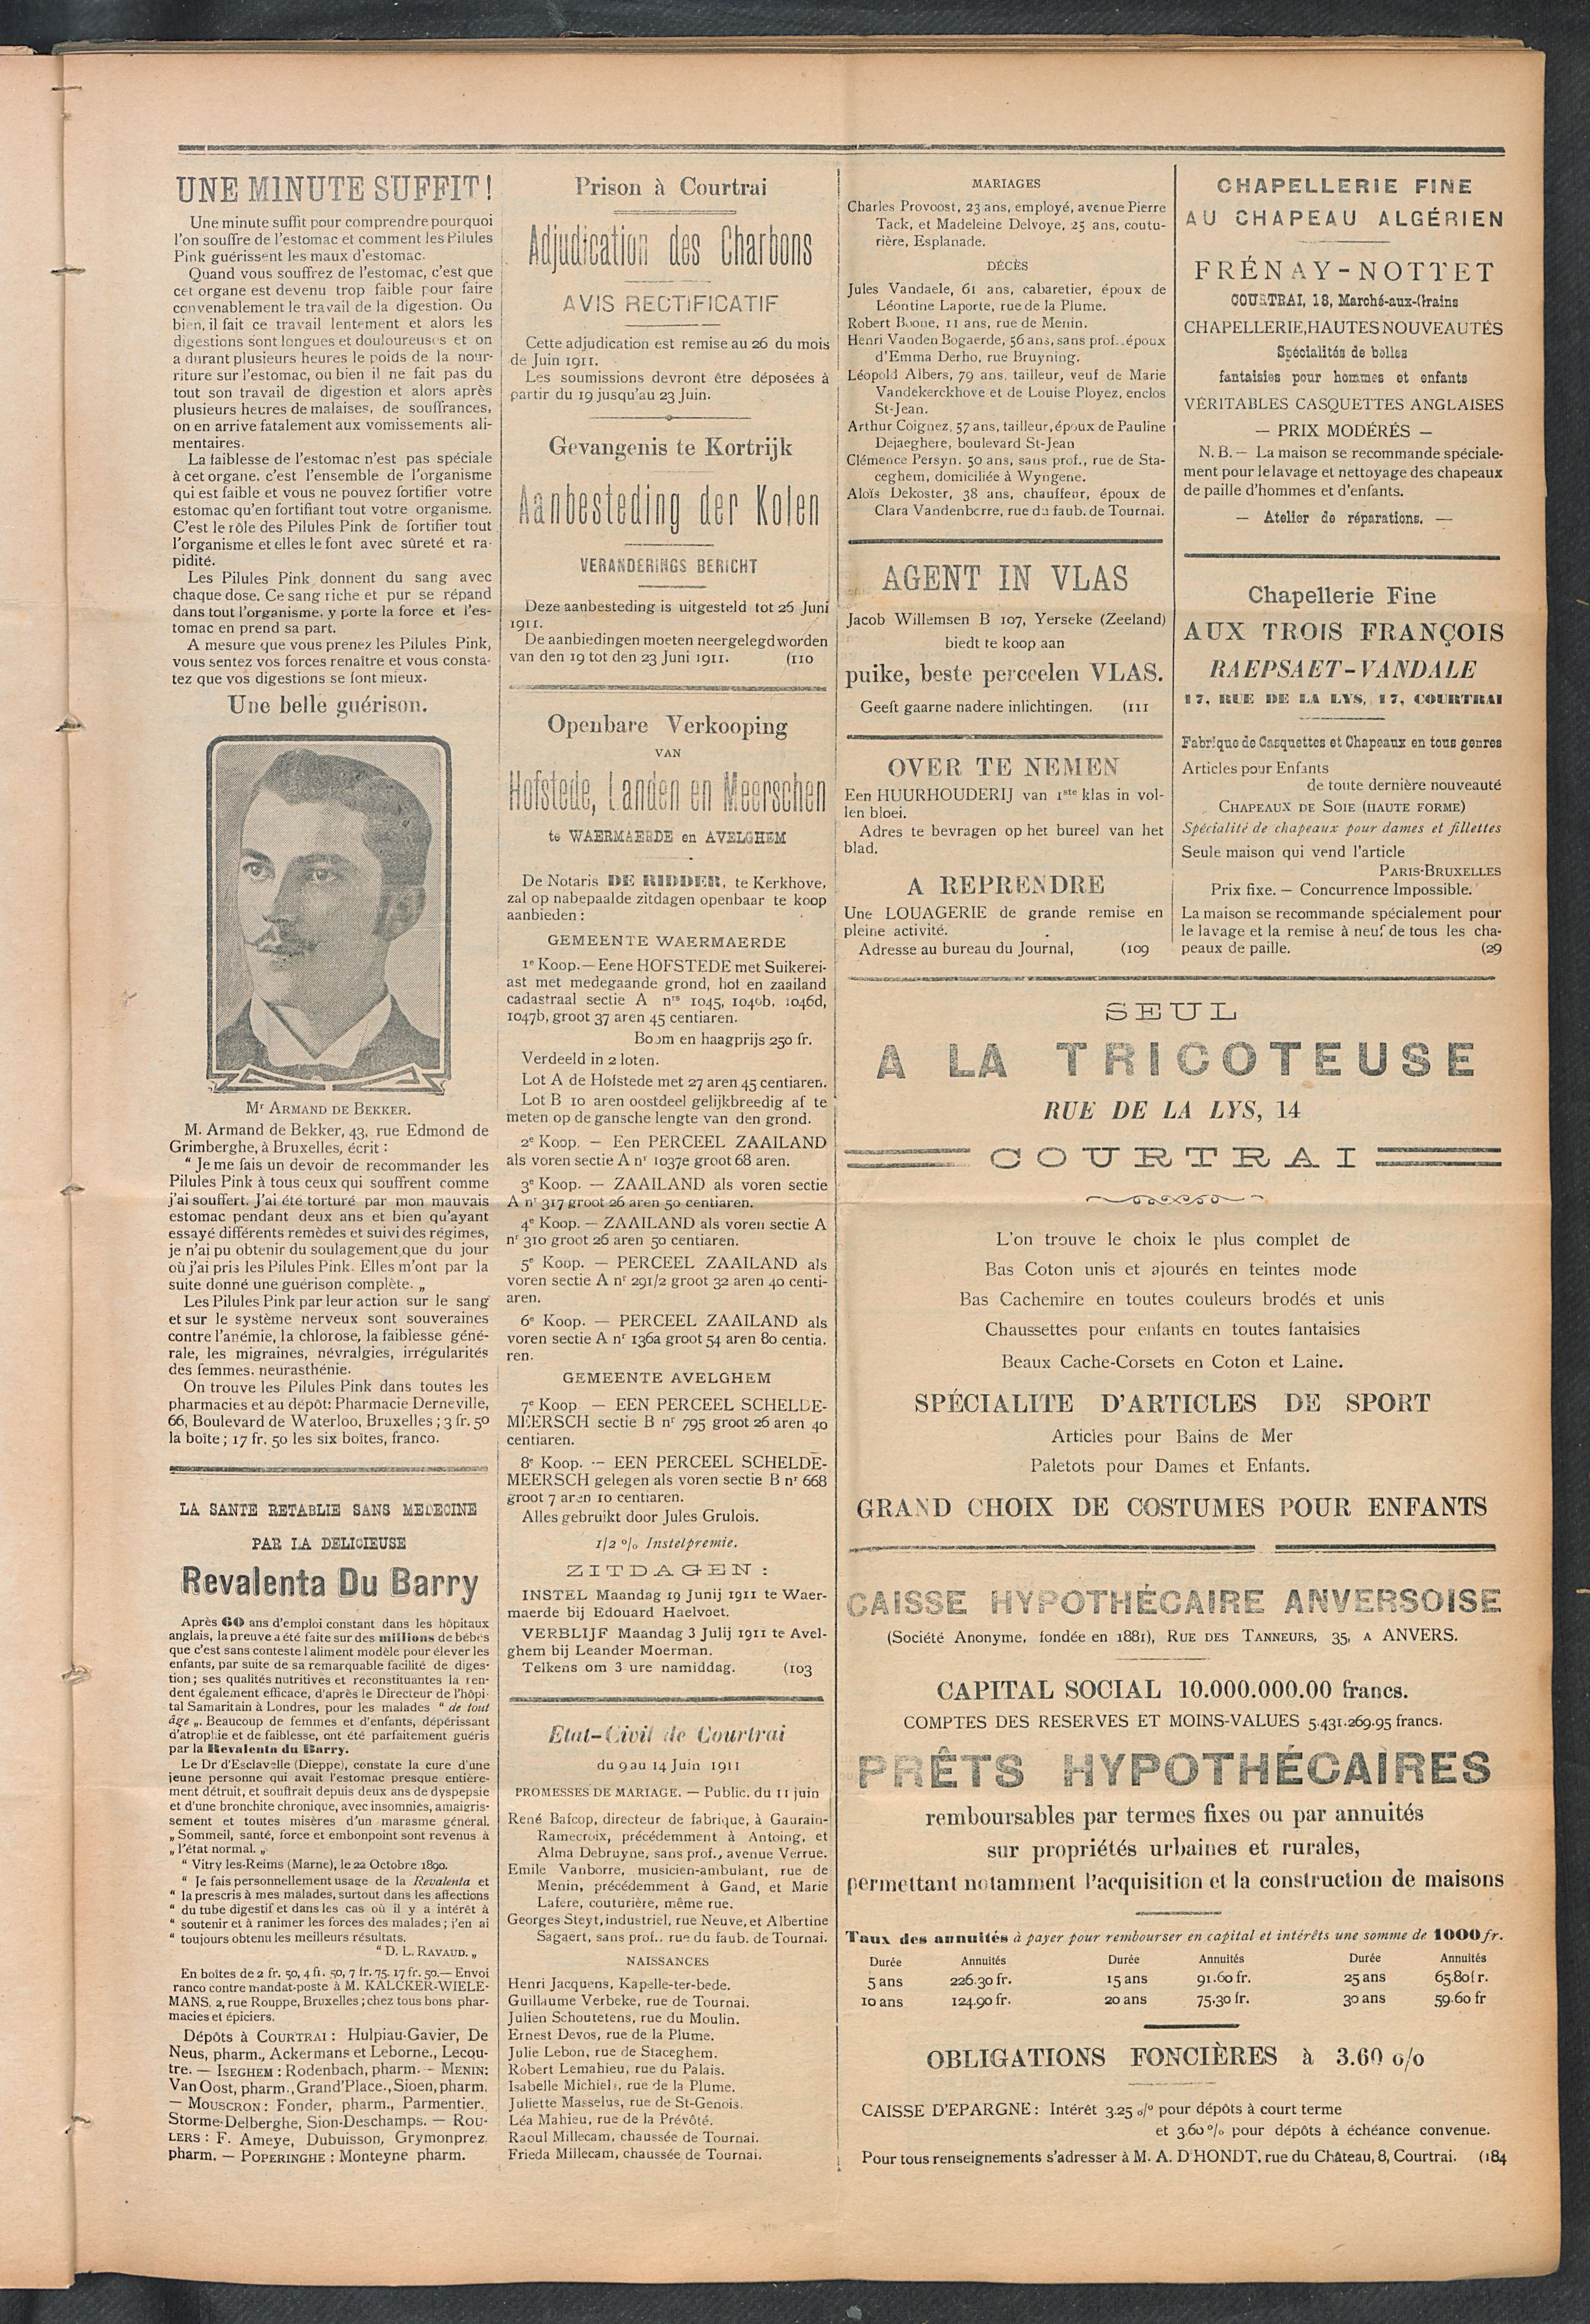 UNE MINUTE SUFFIT!
Une minute suffit pour comprendre pourquoi
l'on souffre de l'estomac et comment les Pilules
Pink guérissent les maux d'estomac.
Quand vous souffrez de l'estomac, c'est que
cet organe est devenu trop faible pour faire
convenablement le travail de la digestion. Ou
bien, il fait ce travail lentement et alors les
digestions sont longues et douloureuses et on
a durant plusieurs heures le poids de la nour-
riture sur l'estomac, ou bien il ne fait pas du
tout son travail de digestion et alors après
plusieurs heures de malaises, de souffrances,
on en arrive fatalement aux vomissements ali-
mentaires.
La faiblesse de l'estomac n'est pas spéciale
à cet organe, c'est l'ensemble de l'organisme
qui est faible et vous ne pouvez fortifier votre
estomac qu'en fortifiant tout votre organisme.
C'est le rôle des Pilules Pink de fortifier tout
l'organisme et elles le font avec sûreté et ra-
pidité.
Les Pilules Pink donnent du sang avec
chaque dose. Ce sang riche et pur se répand
dans tout l'organisme, y porte la force et l'es-
tomac en prend sa part.
A mesure que vous prenez les Pilules Pink,
vous sentez vos forces renaître et vous consta-
tez que vos digestions se font mieux.
Une belle guérison.
Mr ARMAND DE BEKKER.
M. Armand de Bekker, 43, rue Edmond de
Grimberghe, à Bruxelles, écrit :
“ Je me fais un devoir de recommander les
Pilules Pink à tous ceux qui souffrent comme
j'ai souffert. J'ai été torturé par mon mauvais
estomac pendant deux ans et bien qu'ayant
essayé différents remèdes et suivi des régimes,
je n'ai pu obtenir du soulagement que du jour
où j'ai pris les Pilules Pink. Elles m'ont par la
suite donné une guérison complète. „
Les Pilules Pink par leur action sur le sang
et sur le système nerveux sont souveraines
contre l'anémie, la chlorose, la faiblesse géné-
rale, les migraines, névralgies, irrégularités
des femmes, neurasthénie.
On trouve les Pilules Pink dans toutes les
pharmacies et au dépôt: Pharmacie Derneville,
66, Boulevard de Waterloo, Bruxelles ; 3 fr. 50
la boîte ; 17 fr. 50 les six boîtes, franco.
LA SANTE RETABLIE SANS MEDECINE
PAR LA DELICIEUSE
Revalenta Du Barry
Après 60 ans d'emploi constant dans les hôpitaux
anglais, la preuve a été faite sur des millions de bébés
que c'est sans conteste l aliment modèle pour élever les
enfants, par suite de sa remarquable facilité de diges-
tion ; ses qualités nutritives et reconstituantes la ren-
dent également efficace, d'après le Directeur de l'hôpi-
tal Samaritain à Londres, pour les malades “ de tout
âge „. Beaucoup de femmes et d'enfants, dépérissant
d'atrophie et de faiblesse, ont été parfaitement guéris
par la Revalenta du Barry.
Le Dr d'Esclavelle (Dieppe), constate la cure d'une
jeune personne qui avait l'estomac presque entière-
ment détruit, et souffrait depuis deux ans de dyspepsie
et d'une bronchite chronique, avec insomnies, amaigris-
sement et toutes misères d'un marasme général.
„ Sommeil, santé, force et embonpoint sont revenus à
„ l'état normal. „
“ Vitry les-Reims (Marne), le 22 Octobre 1890.
“ Je fais personnellement usage de la Revalenta et
“ la prescris à mes malades, surtout dans les affections
“ du tube digestif et dans les cas où il y a intérêt à
“ soutenir et à ranimer les forces des malades ; j'en ai
“ toujours obtenu les meilleurs résultats.
“ D. L. RAVAUD. „
En boîtes de 2 fr. 50, 4 fr. 50, 7 fr. 75, 17 fr. 50.— Envoi
ranco contre mandat-poste à M. KALCKER-WIELE-
MANS, 2, rue Rouppe, Bruxelles ; chez tous bons phar-
macies et épiciers.
Dépôts à COURTRAI : Hulpiau-Gavier, De
Neus, pharm., Ackermans et Leborne., Lecou-
tre. — ISEGHEM : Rodenbach, pharm. - MENIN:
Van Oost, pharm., Grand'Place., Sioen, pharm.
— MOUSCRON : Fonder, pharm., Parmentier.
Storme-Delberghe, Sion-Deschamps. — ROU-
LERS : F. Ameye, Dubuisson, Grymonprez,
pharm. — POPERINGHE : Monteyne pharm.
Prison à Courtrai
Adjudication des Charbons
AVIS RECTIFICATIF
Cette adjudication est remise au 26 du mois
de Juin 1911.
Les soumissions devront être déposées à
partir du 19 jusqu'au 23 Juin.
Gevangenis te Kortrijk
Aanbesteding der Kolen
VERANDERINGS BERICHT
Deze aanbesteding is uitgesteld tot 26 Juni
1911.
De aanbiedingen moeten neergelegd worden
van den 19 tot den 23 Juni 1911. (110
Openbare Verkooping
VAN
Hofstede, Landen en Meerschen
te WAERMAERDE en AVELGHEM
De Notaris DE RIDDER, te Kerkhove,
zal op nabepaalde zitdagen openbaar te koop
aanbieden :
GEMEENTE WAERMAERDE
1e Koop.—Eene HOFSTEDE met Suikerei-
ast met medegaande grond, hof en zaailand
cadastraal sectie A nrs 1045, 1046b, 1046d,
1047b, groot 37 aren 45 centiaren.
Boom en haagprijs 250 fr.
Verdeeld in 2 loten.
Lot A de Hofstede met 27 aren 45 centiaren.
Lot B 10 aren oostdeel gelijkbreedig af te
meten op de gansche lengte van den grond.
2e Koop. — Een PERCEEL ZAAILAND
als voren sectie A nr 1037e groot 68 aren.
3e Koop. — ZAAILAND als voren sectie
A nr 317 groot 26 aren 50 centiaren.
4e Koop. — ZAAILAND als voren sectie A
nr 310 groot 26 aren 50 centiaren.
5e Koop. — PERCEEL ZAAILAND als
voren sectie A nr 291/2 groot 32 aren 40 centi-
aren.
6e Koop. — PERCEEL ZAAILAND als
voren sectie A nr 136a groot 54 aren 80 centia.
ren.
GEMEENTE AVELGHEM
7e Koop — EEN PERCEEL SCHELDE-
MEERSCH sectie B nr 795 groot 26 aren 40
centiaren.
8e Koop. -- EEN PERCEEL SCHELDE-
MEERSCH gelegen als voren sectie B nr 668
groot 7 aren 10 centiaren.
Alles gebruikt door Jules Grulois.
1/2 % Instelpremie.
ZITDAGEN :
INSTEL Maandag 19 Junij 1911 te Waer-
maerde bij Edouard Haelvoet.
VERBLIJF Maandag 3 Julij 1911 te Avel-
ghem bij Leander Moerman.
Telkens om 3 ure namiddag. (103
Etat-Civil de Courtrai
du 9 au 14 Juin 1911
PROMESSES DE MARIAGE. — Public. du 11 juin
René Bafcop, directeur de fabrique, à Gaurain-
Ramecroix, précédemment à Antoing, et
Alma Debruyne, sans prof., avenue Verrue.
Emile Vanborre, musicien-ambulant, rue de
Menin, précédemment à Gand, et Marie
Lafere, couturière, même rue.
Georges Steyt, industriel, rue Neuve, et Albertine
Sagaert, sans prof., rue du faub. de Tournai.
NAISSANCES
Henri Jacquens, Kapelle-ter-bede.
Guillaume Verbeke, rue de Tournai.
Julien Schoutetens, rue du Moulin.
Ernest Devos, rue de la Plume.
Julie Lebon, rue de Staceghem.
Robert Lemahieu, rue du Palais.
Isabelle Michiels, rue de la Plume.
Juliette Masselus, rue de St-Genois.
Léa Mahieu, rue de la Prévôté.
Raoul Millecam, chaussée de Tournai.
Frieda Millecam, chaussée de Tournai.
MARIAGES
Charles Provoost, 23 ans, employé, avenue Pierre
Tack, et Madeleine Delvoye, 25 ans, coutu-
rière, Esplanade.
DÉCÈS
Jules Vandaele, 61 ans, cabaretier, époux de
Léontine Laporte, rue de la Plume.
Robert Boone, 11 ans, rue de Menin.
Henri Vanden Bogaerde, 56 ans, sans prof., époux
d'Emma Derho, rue Bruyning.
Léopold Albers, 79 ans, tailleur, veuf de Marie
Vandekerckhove et de Louise Ployez, enclos
St-Jean.
Arthur Coignez, 57 ans, tailleur, époux de Pauline
Dejaeghere, boulevard St-Jean
Clémence Persyn. 50 ans, sans prof., rue de Sta-
ceghem, domiciliée à Wyngene.
Aloïs Dekoster, 38 ans, chauffeur, époux de
Clara Vandenberre, rue du faub. de Tournai.
AGENT IN VLAS
Jacob Willemsen B 107, Yerseke (Zeeland)
biedt te koop aan
puike, beste perceelen VLAS.
Geeft gaarne nadere inlichtingen. (111
OVER TE NEMEN
Een HUURHOUDERIJ van 1ste klas in vol-
len bloei.
Adres te bevragen op het bureel van het
blad.
A REPRENDRE
Une LOUAGERIE de grande remise en
pleine activité.
Adresse au bureau du Journal, (109
CHAPELLERIE FINE
AU CHAPEAU ALGÉRIEN
FRÉNAY-NOTTET
COURTRAI, 18, Marché-aux-Grains
CHAPELLERIE, HAUTES NOUVEAUTÉS
Spécialités de belles
fantaisies pour hommes et enfants
VÉRITABLES CASQUETTES ANGLAISES
— PRIX MODÉRÉS —
N. B. — La maison se recommande spéciale-
ment pour le lavage et nettoyage des chapeaux
de paille d'hommes et d'enfants.
— Atelier de réparations. —
Chapellerie Fine
AUX TROIS FRANÇOIS
RAEPSAET-VANDALE
17, RUE DE LA LYS, 17, COURTRAI
Fabrique de Casquettes et Chapeaux en tous genres
Articles pour Enfants
de toute dernière nouveauté
CHAPEAUX DE SOIE (HAUTE FORME)
Spécialité de chapeaux pour dames et fillettes
Seule maison qui vend l'article
PARIS-BRUXELLES
Prix fixe. — Concurrence Impossible.
La maison se recommande spécialement pour
le lavage et la remise à neuf de tous les cha-
peaux de paille. (29
SEUL
A LA TRICOTEUSE
RUE DE LA LYS, 14
COURTRAI
L'on trouve le choix le plus complet de
Bas Coton unis et ajourés en teintes mode
Bas Cachemire en toutes couleurs brodés et unis
Chaussettes pour enfants en toutes fantaisies
Beaux Cache-Corsets en Coton et Laine.
SPÉCIALITE D'ARTICLES DE SPORT
Articles pour Bains de Mer
Paletots pour Dames et Enfants.
GRAND CHOIX DE COSTUMES POUR ENFANTS
CAISSE HYPOTHÉCAIRE ANVERSOISE
(Société Anonyme, fondée en 1881), RUE DES TANNEURS, 35, A ANVERS.
CAPITAL SOCIAL 10.000.000.00 francs.
COMPTES DES RESERVES ET MOINS-VALUES 5.431.269.95 francs.
PRÊTS HYPOTHÉCAIRES
remboursables par termes fixes ou par annuités
sur propriétés urbaines et rurales,
permettant notamment l'acquisition et la construction de maisons
Taux des annuités à payer pour rembourser en capital et intérêts une somme de 1000 fr.
Durée Annuités Durée Annuités Durée Annuités
5 ans 226.30 fr. 15 ans 91.60 fr. 25 ans 65.80 fr.
10 ans 124.90 fr. 20 ans 75.30 fr. 30 ans 59.60 fr
OBLIGATIONS FONCIÈRES à 3.60 o/o
CAISSE D'EPARGNE : Intérêt 3.25 o/o pour dépôts à court terme
et 3.60 % pour dépôts à échéance convenue.
Pour tous renseignements s'adresser à M. A. D'HONDT, rue du Château, 8, Courtrai. (184